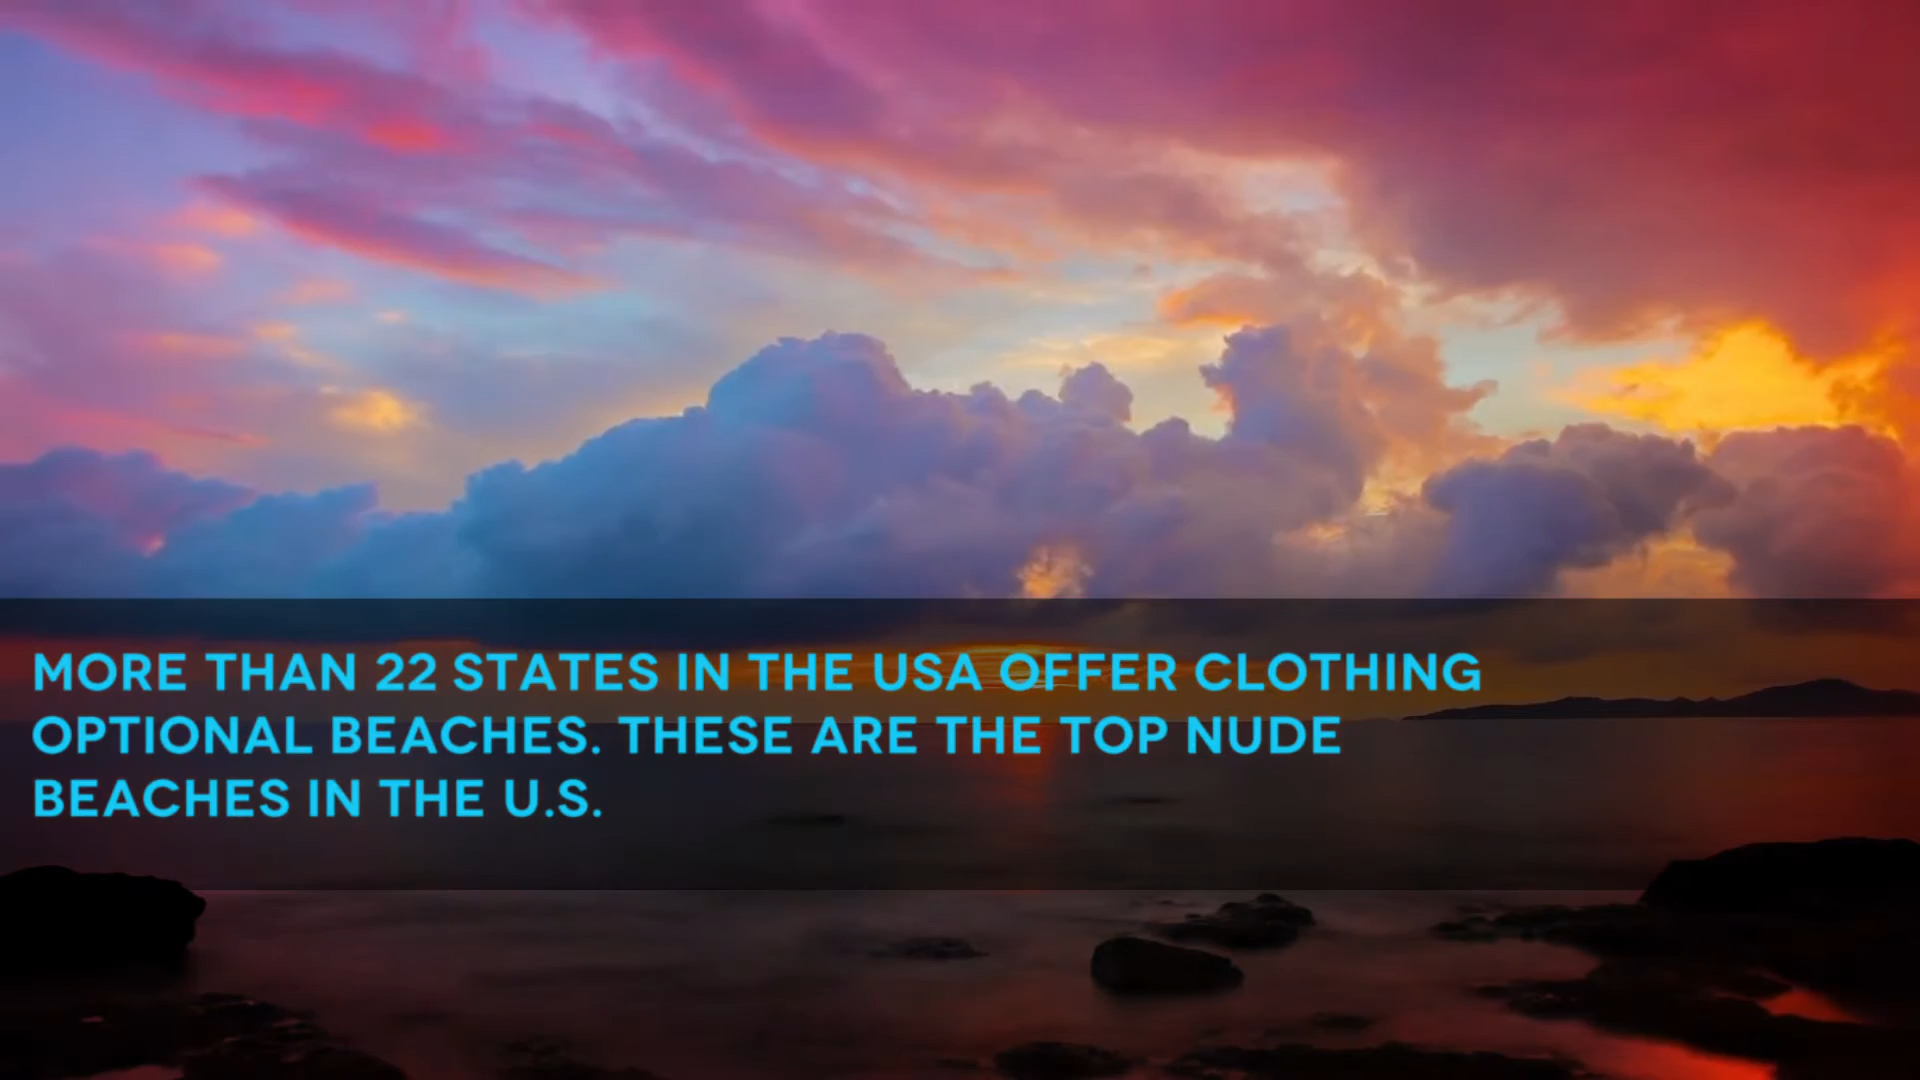 MORE THAN 22 STATES IN THE USA OFFER CLOTHING
OPTIONAL BEACHES. THESE ARE THE TOP NUDE
BEACHES IN THE U.S.